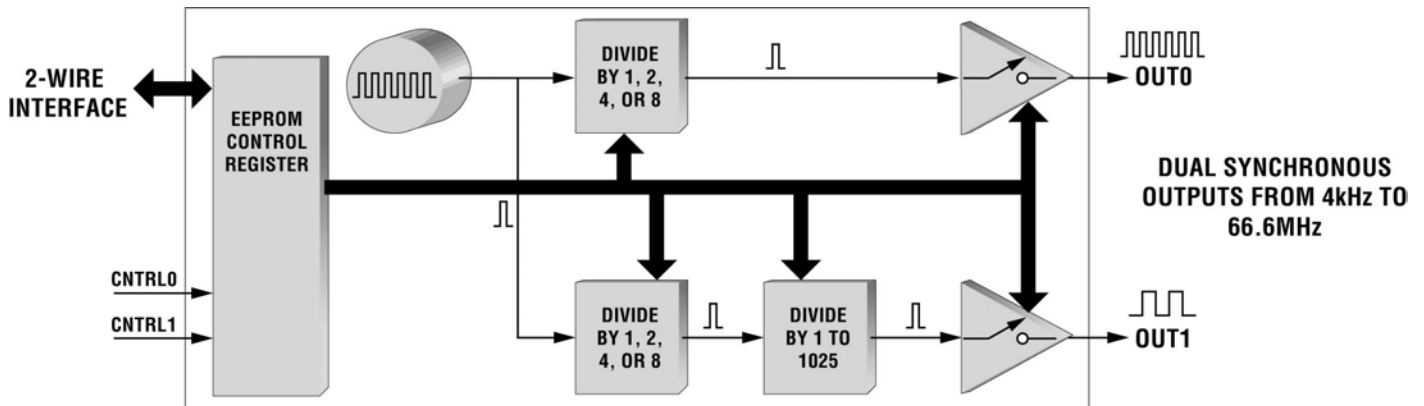 2-WIRE
INTERFACE
EEPROM
CONTROL
REGISTER
CNTRL0
CNTRL1
DIVIDE
BY 1, 2,
4, OR 8
OUT0
DUAL SYNCHRONOUS
OUTPUTS FROM 4kHz TO
66.6MHz
DIVIDE
BY 1, 2,
4, OR 8
DIVIDE
BY 1 TO
1025
OUT1